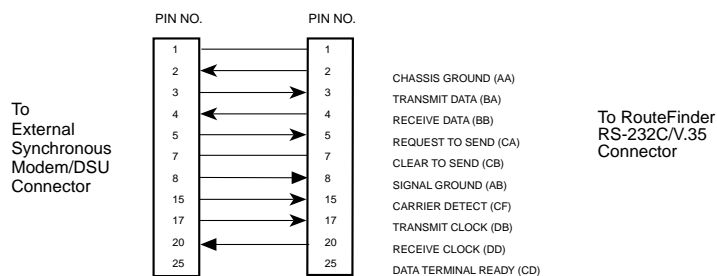 PIN NO. PIN NO.
1 1
2 2
CHASSIS GROUND (AA)
3 3
TRANSMIT DATA (BA)
4 4
RECEIVE DATA (BB)
5 5
REQUEST TO SEND (CA)
7 7
CLEAR TO SEND (CB)
8 8
SIGNAL GROUND (AB)
15 15
CARRIER DETECT (CF)
17 17
TRANSMIT CLOCK (DB)
20 20
RECEIVE CLOCK (DD)
25 25
DATA TERMINAL READY (CD)
To
External
Synchronous
Modem/DSU
Connector
To RouteFinder
RS-232C/V.35
Connector